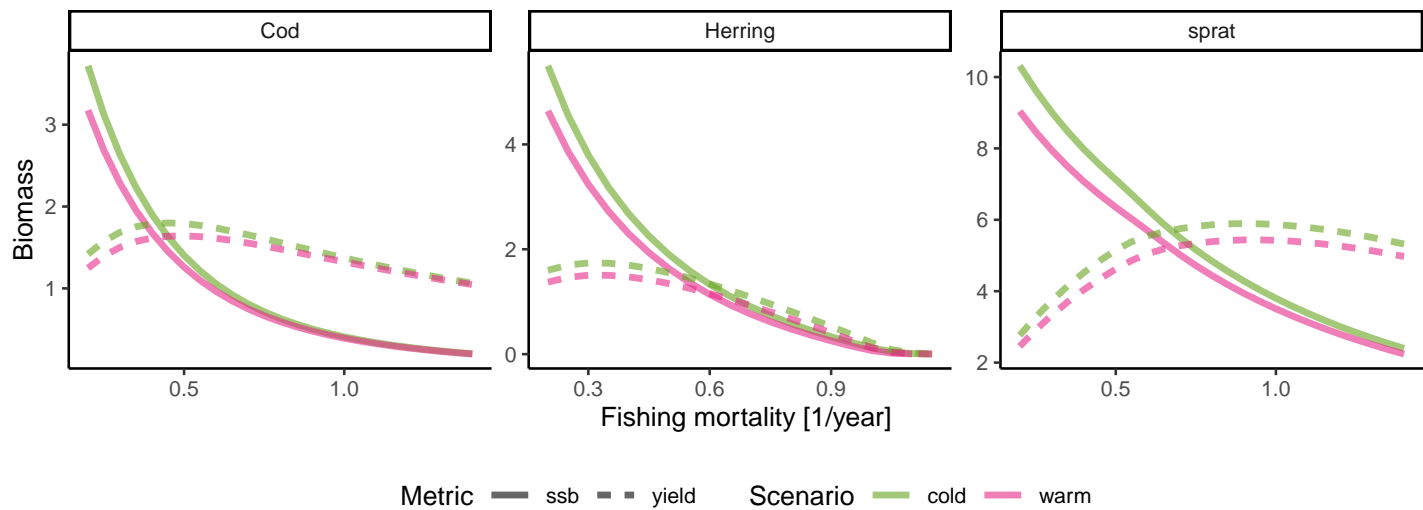 Cod Herring sprat
Biomass
3
2
1
4
2
0
10
8
6
4
2
0.5 1.0 0.3 0.6 0.9 0.5 1.0
Fishing mortality [1/year]
Metric ssb yield Scenario cold warm